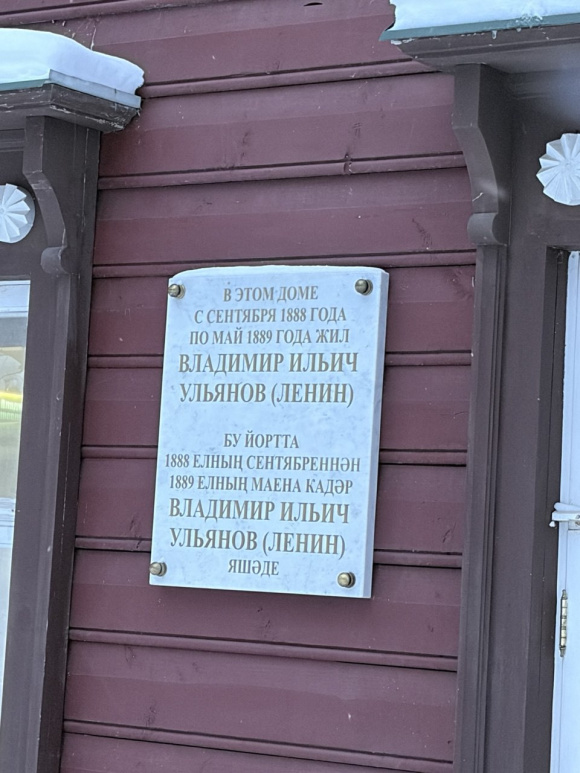 В ЭТОМ ДОМЕ
С СЕНТЯБРЯ 1888 ГОДА
ПО МАЙ 1889 ГОДА ЖИЛ
ВЛАДИМИР ИЛЬИЧ
УЛЬЯНОВ (ЛЕНИН)
БУ ЙОРТТА
1888 ЕЛНЫҢ СЕНТЯБРЕННӘН
1889 ЕЛНЫҢ МАЕНА КАДӘР
ВЛАДИМИР ИЛЬИЧ
УЛЬЯНОВ (ЛЕНИН)
ЯШӘДЕ